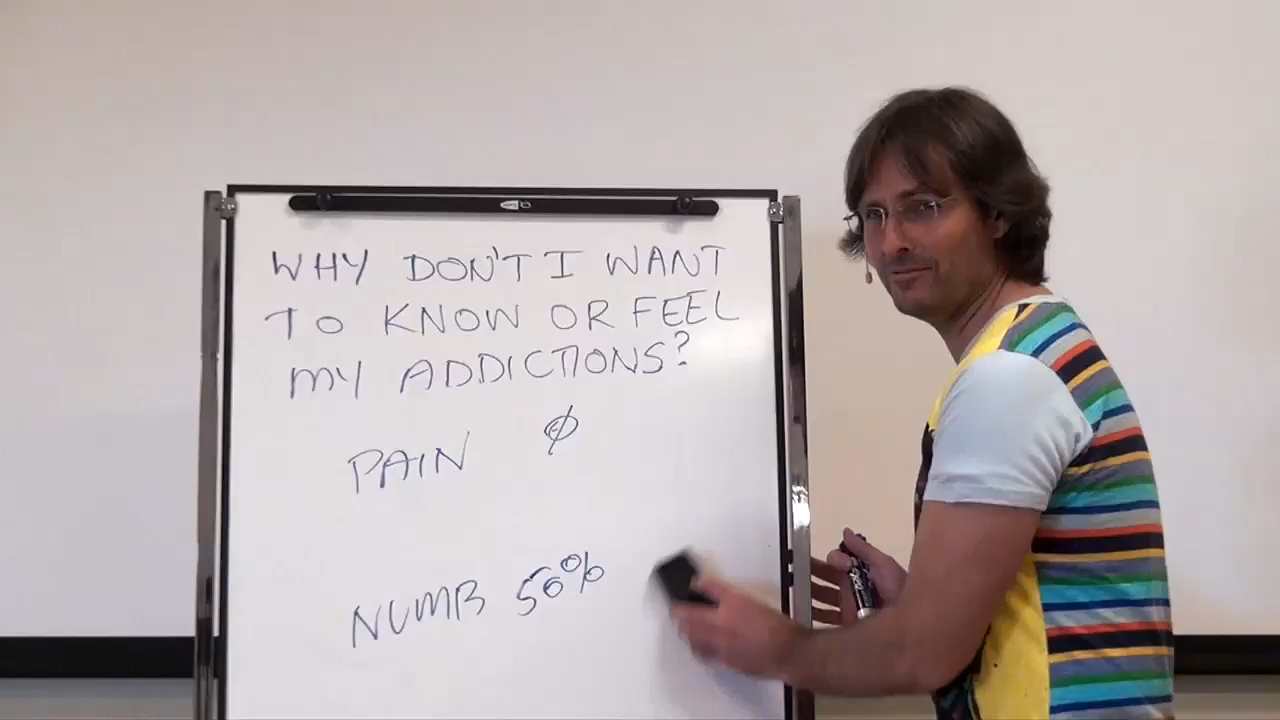 WHY DON'T I WANT
TO KNOW OR FEEL
MY ADDICTIONS?
PAIN Ø
NUMB 50%